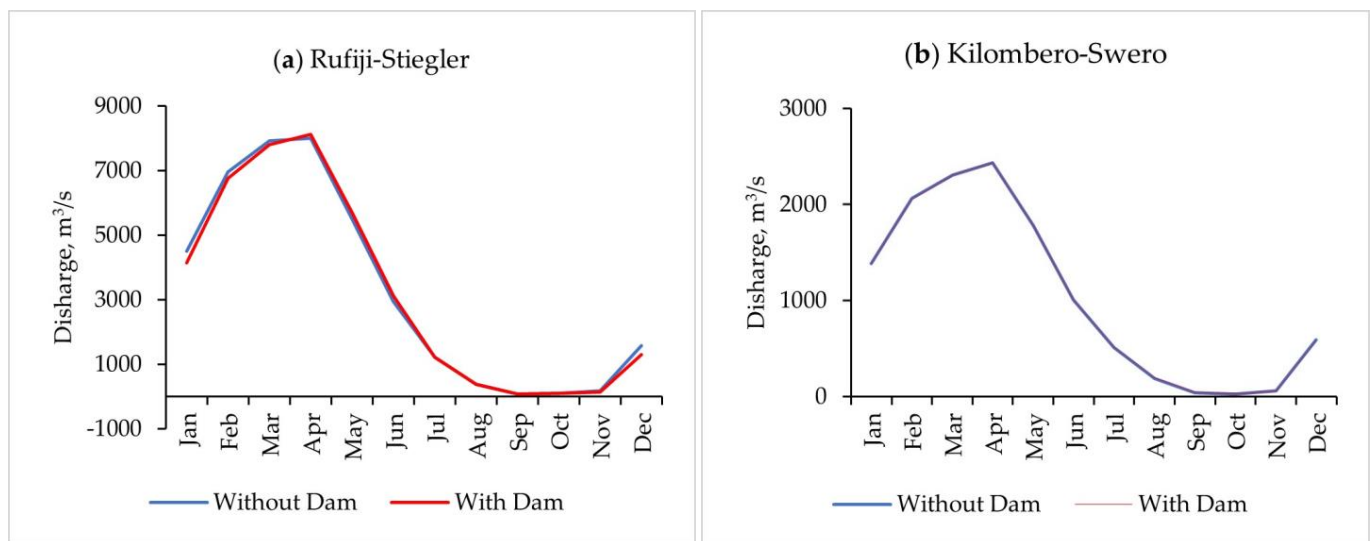 (a) Rufiji-Stiegler
Disharge, m³/s
9000
7000
5000
3000
1000
-1000
Jan
Feb
Mar
Apr
May
Jun
Jul
Aug
Sep
Oct
Nov
Dec
Without Dam
With Dam
(b) Kilombero-Swero
Disharge, m³/s
3000
2000
1000
0
Jan
Feb
Mar
Apr
May
Jun
Jul
Aug
Sep
Oct
Nov
Dec
Without Dam
With Dam